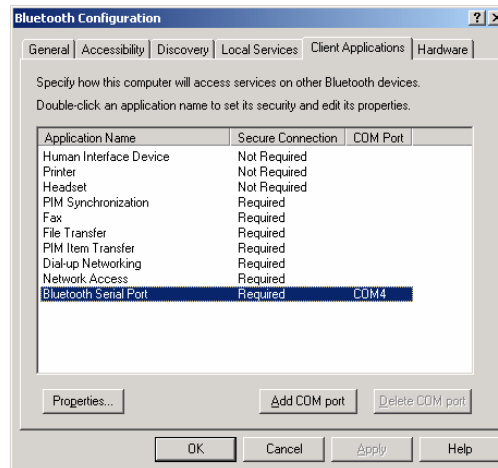 Bluetooth Configuration
General Accessibility Discovery Local Services Client Applications Hardware
Specify how this computer will access services on other Bluetooth devices.
Double-click an application name to set its security and edit its properties.
Application Name Secure Connection COM Port
Human Interface Device Not Required
Printer Not Required
Headset Not Required
PIM Synchronization Required
Fax Required
File Transfer Required
PIM Item Transfer Required
Dial-up Networking Required
Network Access Required
Bluetooth Serial Port Required COM4
Properties... Add COM port Delete COM port
OK Cancel Apply Help